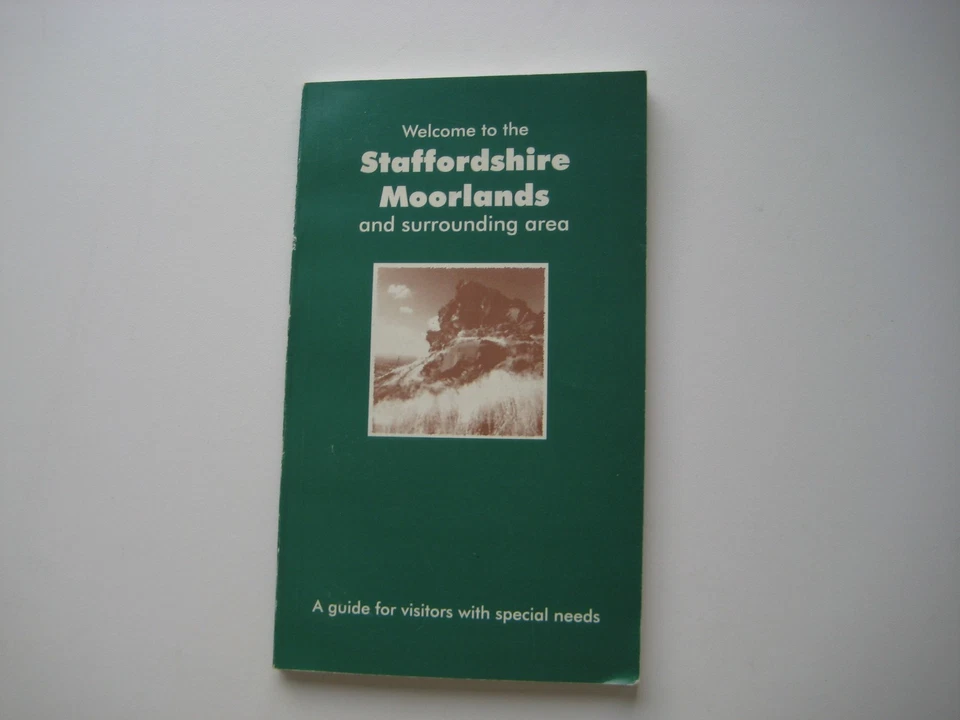 Welcome to the
Staffordshire
Moorlands
and surrounding area
A guide for visitors with special needs